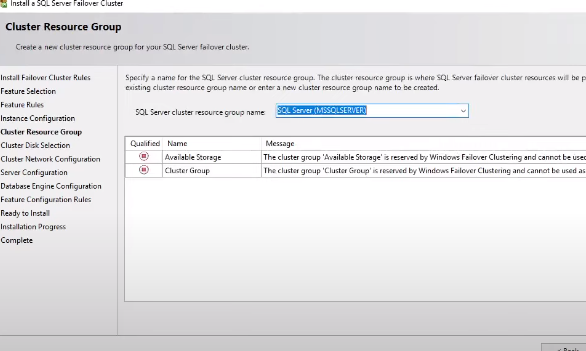 Install a SQL Server Failover Cluster
Cluster Resource Group
Create a new cluster resource group for your SQL Server failover cluster.
Install Failover Cluster Rules
Feature Selection
Feature Rules
Instance Configuration
Cluster Resource Group
Cluster Disk Selection
Cluster Network Configuration
Server Configuration
Database Engine Configuration
Feature Configuration Rules
Ready to Install
Installation Progress
Complete
Specify a name for the SQL Server cluster resource group. The cluster resource group is where SQL Server failover cluster resources will be p
existing cluster resource group name or enter a new cluster resource group name to be created.
SQL Server cluster resource group name: SQL Server (MSSQLSERVER)
Qualified Name Message
Available Storage The cluster group 'Available Storage' is reserved by Windows Failover Clustering and cannot be used
Cluster Group The cluster group 'Cluster Group' is reserved by Windows Failover Clustering and cannot be used as